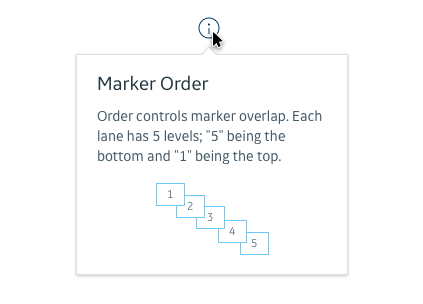 Marker Order
Order controls marker overlap. Each
lane has 5 levels; "5" being the
bottom and "1" being the top.
1
2
3
4
5